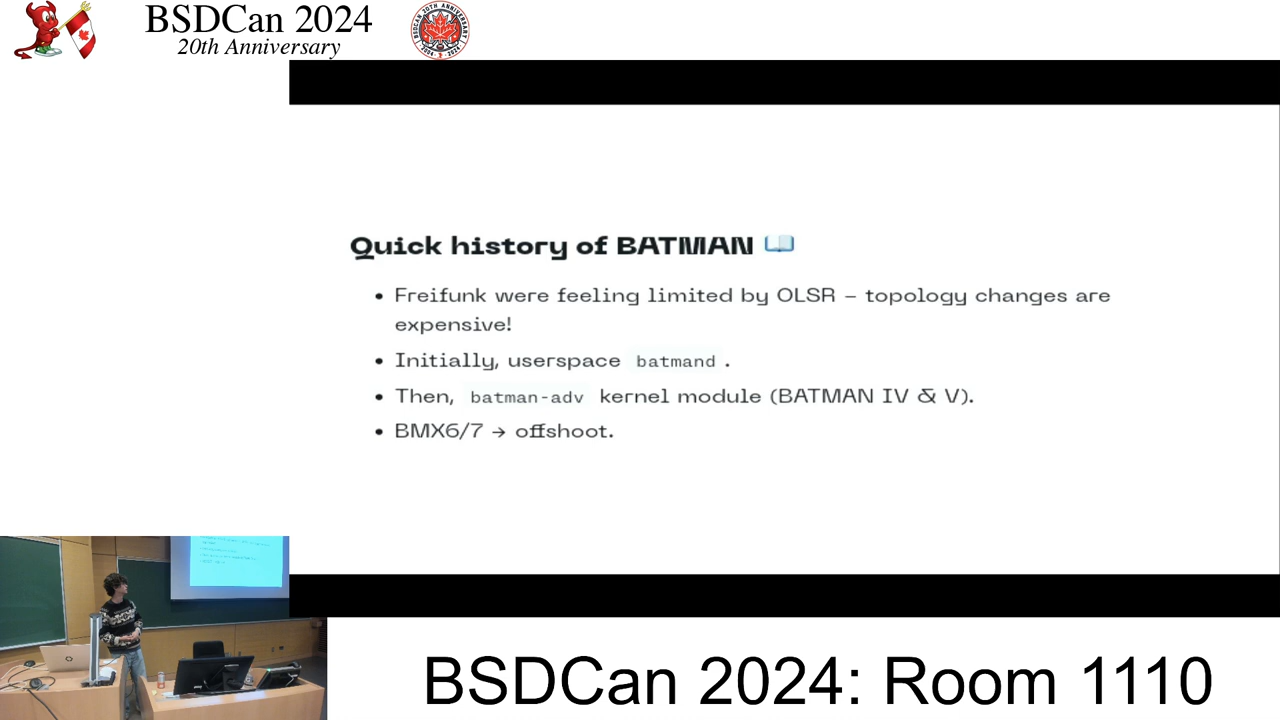 BSDCan 2024
20th Anniversary
Quick history of BATMAN
• Freifunk were feeling limited by OLSR – topology changes are
expensive!
• Initially, userspace batmand .
• Then, batman-adv kernel module (BATMAN IV & V).
• BMX6/7 → offshoot.
BSDCan 2024: Room 1110